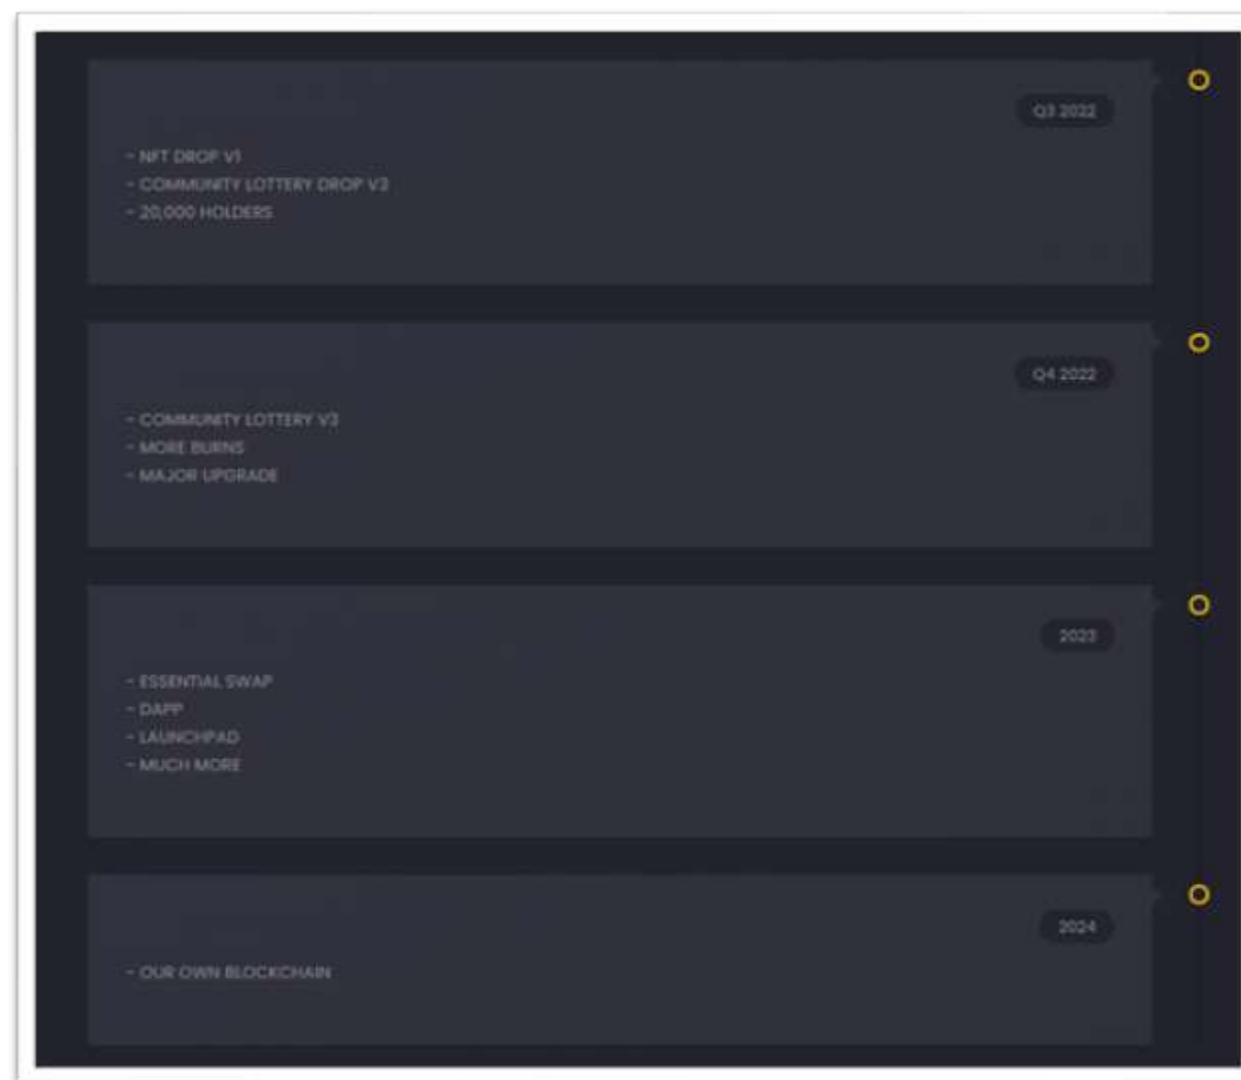 Q3 2022
- NFT DROP V1
- COMMUNITY LOTTERY DROP V3
- 20,000 HOLDERS
Q4 2022
- COMMUNITY LOTTERY V3
- MORE BURNS
- MAJOR UPGRADE
2023
- ESSENTIAL SWAP
- DAPP
- LAUNCHPAD
- MUCH MORE
2024
- OUR OWN BLOCKCHAIN